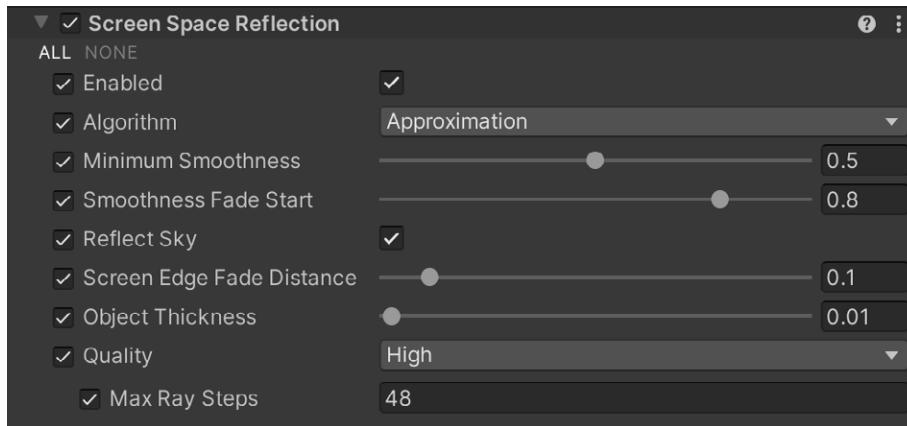 Screen Space Reflection
ALL NONE
Enabled
Algorithm Approximation
Minimum Smoothness 0.5
Smoothness Fade Start 0.8
Reflect Sky
Screen Edge Fade Distance 0.1
Object Thickness 0.01
Quality High
Max Ray Steps 48